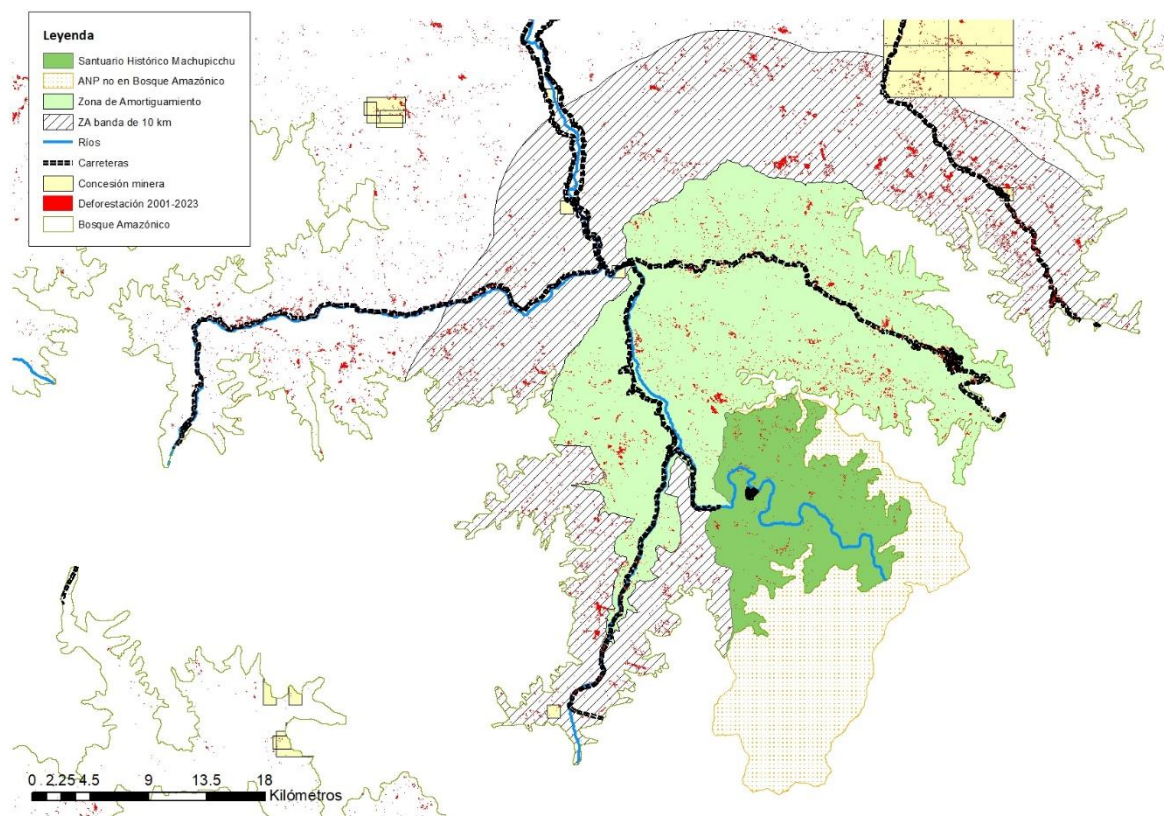 Leyenda
Santuario Histórico Machupicchu
ANP no en Bosque Amazónico
Zona de Amortiguamiento
ZA banda de 10 km
Ríos
Carreteras
Concesión minera
Deforestación 2001-2023
Bosque Amazónico
0 2.25 4.5 9 13.5 18
Kilómetros